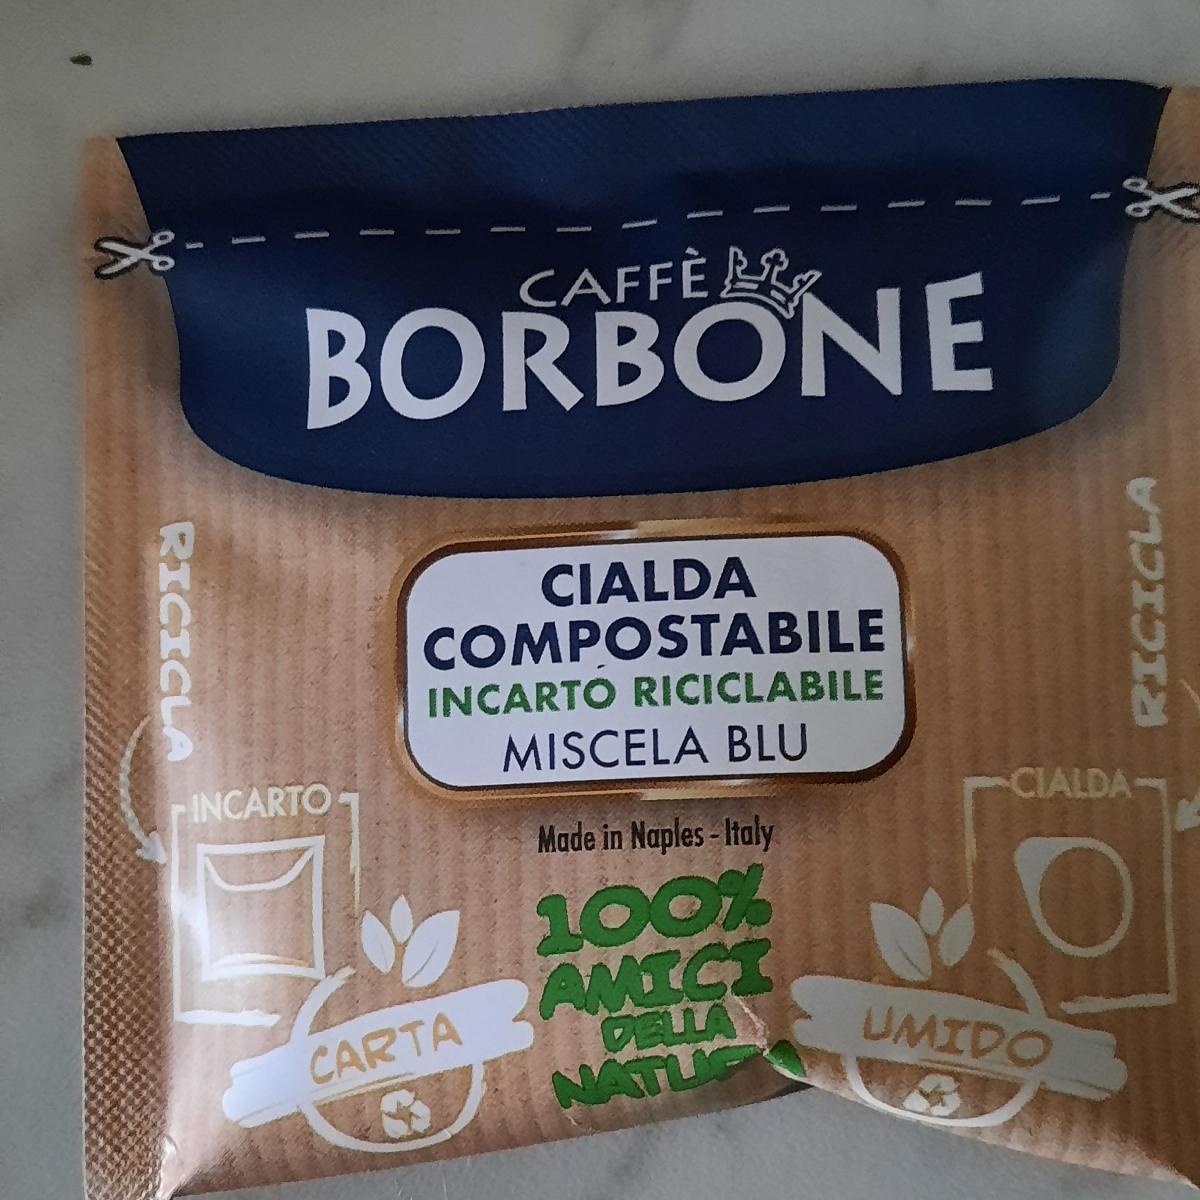 CAFFÈ
BORBONE
RICICLA
RICICLA
CIALDA
COMPOSTABILE
INCARTO RICICLABILE
MISCELA BLU
INCARTO
CIALDA
Made in Naples - Italy
100%
AMICI
DELLA
NATURA
CARTA
UMIDO